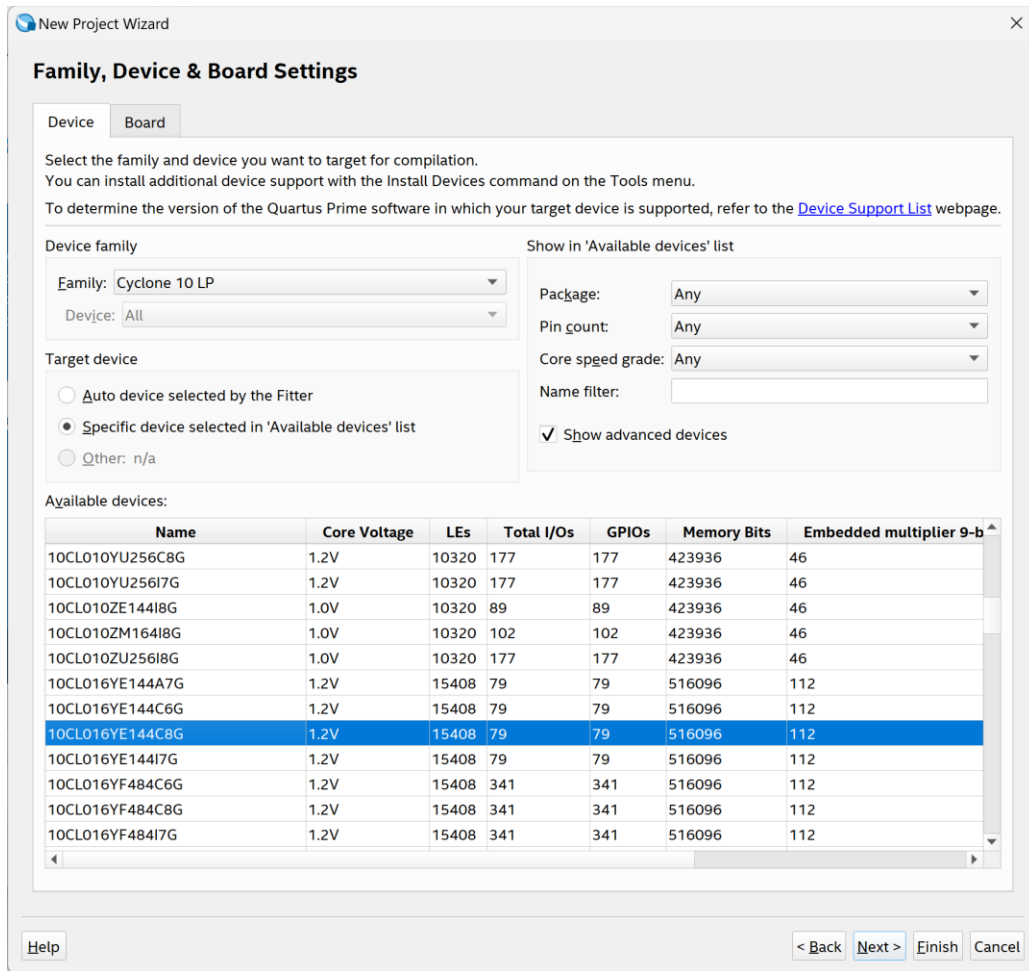 New Project Wizard
Family, Device & Board Settings
Device Board
Select the family and device you want to target for compilation.
You can install additional device support with the Install Devices command on the Tools menu.
To determine the version of the Quartus Prime software in which your target device is supported, refer to the Device Support List webpage.
Device family
Family: Cyclone 10 LP
Device: All
Target device
Auto device selected by the Fitter
Specific device selected in 'Available devices' list
Other: n/a
Show in 'Available devices' list
Package: Any
Pin count: Any
Core speed grade: Any
Name filter:
Show advanced devices
Available devices:
Name Core Voltage LEs Total I/Os GPIOs Memory Bits Embedded multiplier 9-b
10CL010YU256C8G 1.2V 10320 177 177 423936 46
10CL010YU256I7G 1.2V 10320 177 177 423936 46
10CL010ZE144I8G 1.0V 10320 89 89 423936 46
10CL010ZM164I8G 1.0V 10320 102 102 423936 46
10CL010ZU256I8G 1.0V 10320 177 177 423936 46
10CL016YE144A7G 1.2V 15408 79 79 516096 112
10CL016YE144C6G 1.2V 15408 79 79 516096 112
10CL016YE144C8G 1.2V 15408 79 79 516096 112
10CL016YE144I7G 1.2V 15408 79 79 516096 112
10CL016YF484C6G 1.2V 15408 341 341 516096 112
10CL016YF484C8G 1.2V 15408 341 341 516096 112
10CL016YF484I7G 1.2V 15408 341 341 516096 112
Help < Back Next > Finish Cancel